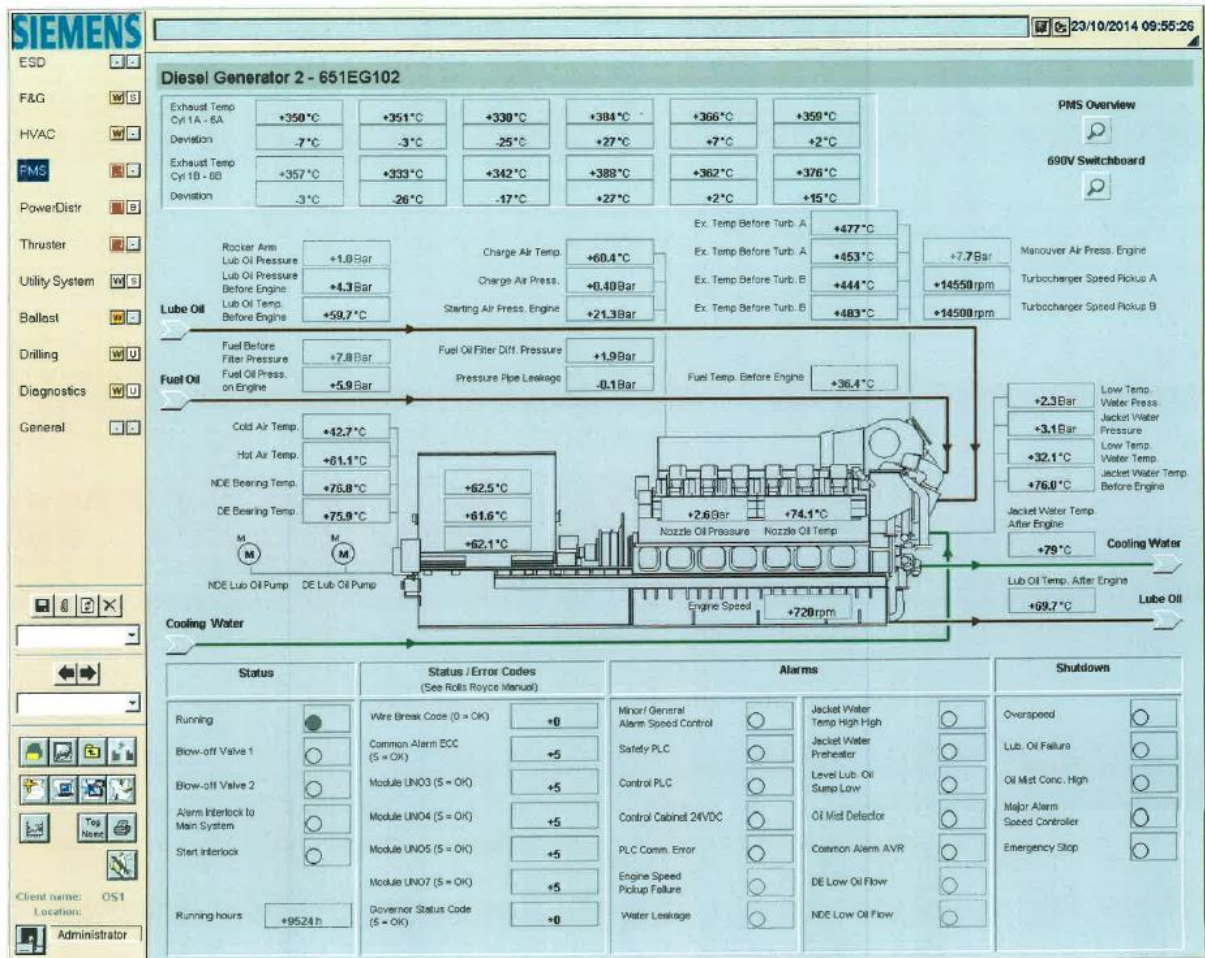 SIEMENS
23/10/2014 09:55:26
ESD
F&G W S
HVAC W
PMS
PowerDistr B
Thruster
Utility System W S
Ballast W
Drilling W U
Diagnostics W U
General
Diesel Generator 2 - 651EG102
Exhaust Temp
Cyl 1A - 6A +350°C +351°C +330°C +384°C +366°C +359°C
Deviation -7°C -3°C -25°C +27°C +7°C +2°C
Exhaust Temp
Cyl 1B - 6B +357°C +333°C +342°C +388°C +362°C +376°C
Deviation -3°C -26°C -17°C +27°C +2°C +15°C
PMS Overview
690V Switchboard
Rocker Arm
Lub Oil Pressure +1.0Bar
Lub Oil Pressure
Before Engine +4.3Bar
Lub Oil Temp.
Before Engine +59.7°C
Lube Oil
Charge Air Temp. +60.4°C
Charge Air Press. +0.40Bar
Starting Air Press. Engine +21.3Bar
Ex. Temp Before Turb. A +477°C
Ex. Temp Before Turb. A +453°C
Ex. Temp Before Turb. B +444°C
Ex. Temp Before Turb. B +483°C
+7.7Bar Manouver Air Press. Engine
+14550rpm Turbocharger Speed Pickup A
+14500rpm Turbocharger Speed Pickup B
Fuel Before
Filter Pressure +7.8Bar
Fuel Oil Press.
on Engine +5.9Bar
Fuel Oil
Fuel Oil Filter Diff. Pressure +1.9Bar
Pressure Pipe Leakage -0.1Bar
Fuel Temp. Before Engine +36.4°C
+2.3Bar Low Temp.
Water Press.
+3.1Bar Jacket Water
Pressure
+32.1°C Low Temp.
Water Temp.
+76.0°C Jacket Water Temp.
Before Engine
Cold Air Temp. +42.7°C
Hot Air Temp. +61.1°C
NDE Bearing Temp. +76.8°C
DE Bearing Temp. +75.9°C
+62.5°C
+61.6°C
+62.1°C
+2.6Bar +74.1°C
Nozzle Oil Pressure Nozzle Oil Temp
Jacket Water Temp.
After Engine
+79°C
Cooling Water
M M
M M
NDE Lub Oil Pump DE Lub Oil Pump
Lub Oil Temp. After Engine
+69.7°C
Lube Oil
Engine Speed +720rpm
Cooling Water
Status
Running
Blow-off Valve 1
Blow-off Valve 2
Alarm Interlock to
Main System
Start Interlock
Running hours +9524h
Status / Error Codes
(See Rolls Royce Manual)
Wire Break Code (0 = OK) +0
Common Alarm ECC
(5 = OK) +5
Module UNO3 (5 = OK) +5
Module UNO4 (5 = OK) +5
Module UNO5 (5 = OK) +5
Module UNO7 (5 = OK) +5
Governor Status Code
(5 = OK) +0
Alarms
Minor/ General
Alarm Speed Control
Safety PLC
Control PLC
Control Cabinet 24VDC
PLC Comm. Error
Engine Speed
Pickup Failure
Water Leakage
Jacket Water
Temp High High
Jacket Water
Preheater
Level Lub. Oil
Sump Low
Oil Mist Detector
Common Alarm AVR
DE Low Oil Flow
NDE Low Oil Flow
Shutdown
Overspeed
Lub. Oil Failure
Oil Mist Conc. High
Major Alarm
Speed Controller
Emergency Stop
Tag
Name
Client name: OS1
Location:
Administrator